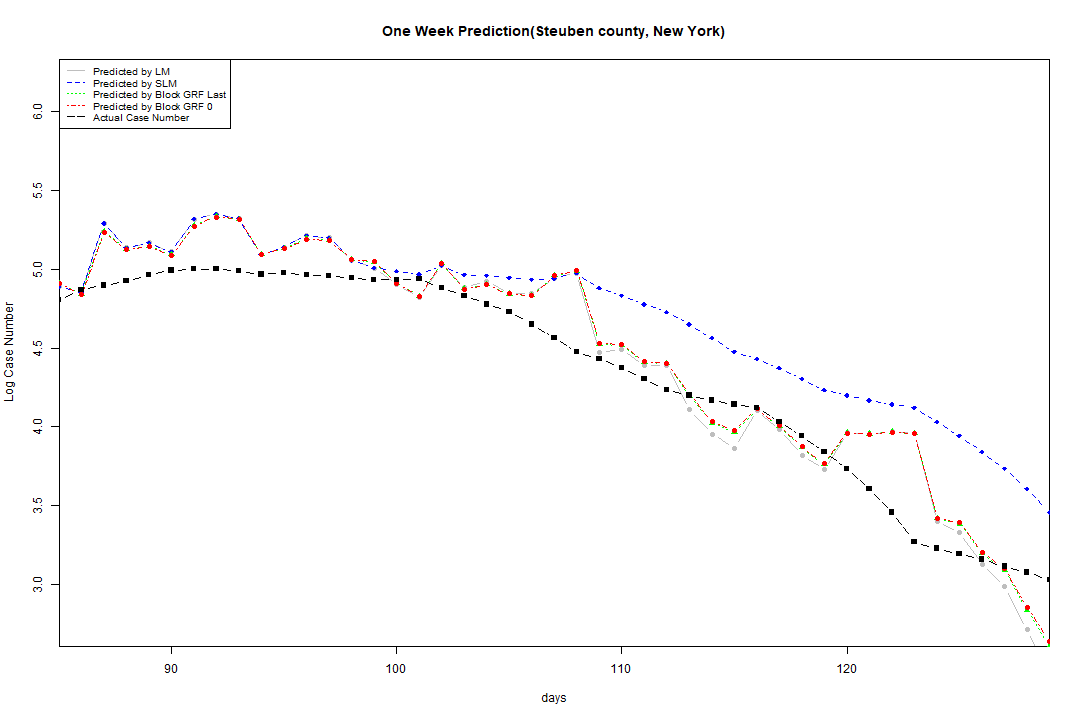 One Week Prediction(Steuben county, New York)
Predicted by LM
Predicted by SLM
Predicted by Block GRF Last
Predicted by Block GRF 0
Actual Case Number
6.0
5.5
5.0
4.5
4.0
3.5
3.0
Log Case Number
90
100
110
120
days